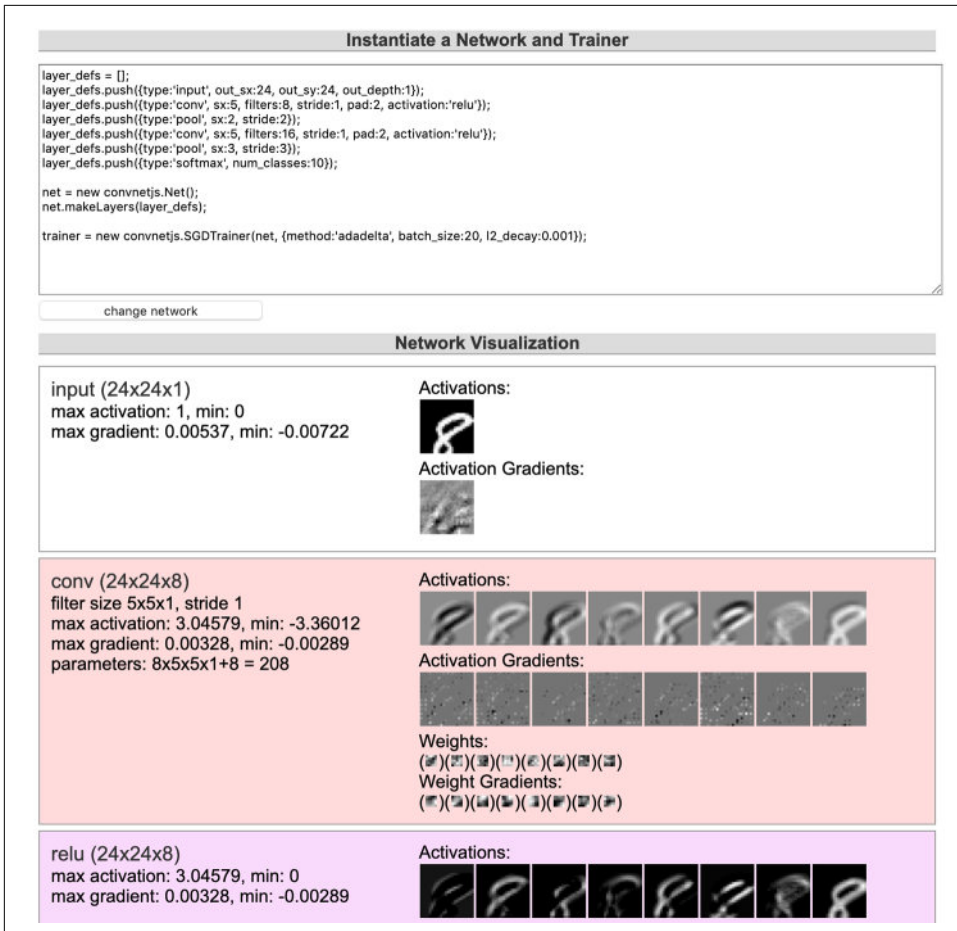 Instantiate a Network and Trainer
layer_defs = [];
layer_defs.push({type:'input', out_sx:24, out_sy:24, out_depth:1});
layer_defs.push({type:'conv', sx:5, filters:8, stride:1, pad:2, activation:'relu'});
layer_defs.push({type:'pool', sx:2, stride:2});
layer_defs.push({type:'conv', sx:5, filters:16, stride:1, pad:2, activation:'relu'});
layer_defs.push({type:'pool', sx:3, stride:3});
layer_defs.push({type:'softmax', num_classes:10});
net = new convnetjs.Net();
net.makeLayers(layer_defs);
trainer = new convnetjs.SGDTrainer(net, {method:'adadelta', batch_size:20, l2_decay:0.001});
change network
Network Visualization
input (24x24x1)
max activation: 1, min: 0
max gradient: 0.00537, min: -0.00722
Activations:
Activation Gradients:
conv (24x24x8)
filter size 5x5x1, stride 1
max activation: 3.04579, min: -3.36012
max gradient: 0.00328, min: -0.00289
parameters: 8x5x5x1+8 = 208
Activations:
Activation Gradients:
Weights:
()()()()()()()()
Weight Gradients:
()()()()()()()()
relu (24x24x8)
max activation: 3.04579, min: 0
max gradient: 0.00328, min: -0.00289
Activations: